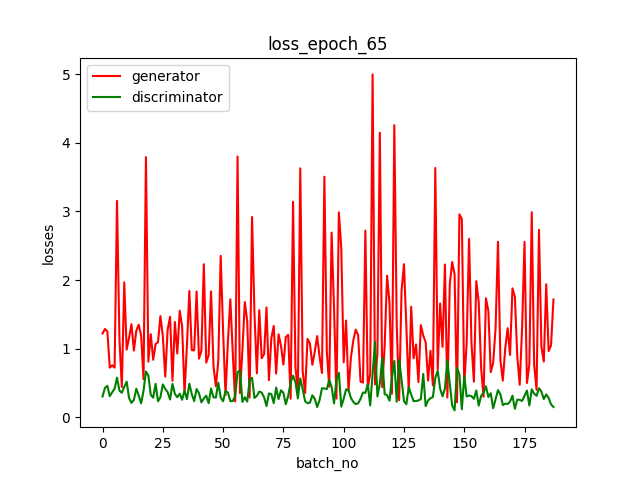 loss_epoch_65
generator
discriminator
losses
5
4
3
2
1
0
0 25 50 75 100 125 150 175
batch_no